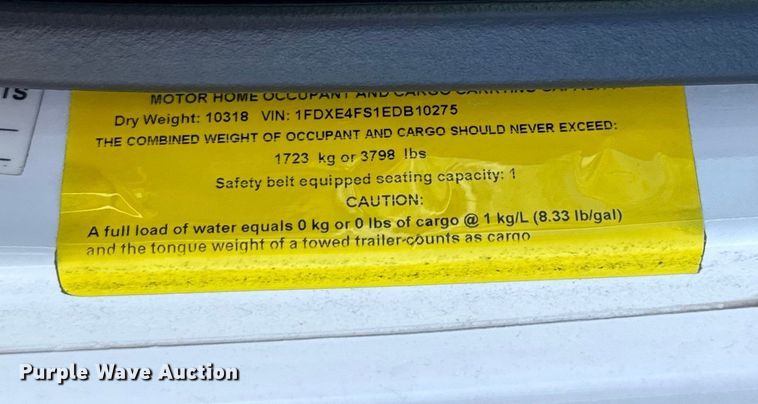 TS
MOTOR HOME OCCUPANT AND CARGO CARRYING CAPACITY
Dry Weight: 10318 VIN: 1FDXE4FS1EDB10275
THE COMBINED WEIGHT OF OCCUPANT AND CARGO SHOULD NEVER EXCEED:
1723 kg or 3798 lbs
Safety belt equipped seating capacity: 1
CAUTION:
A full load of water equals 0 kg or 0 lbs of cargo @ 1 kg/L (8.33 lb/gal)
and the tongue weight of a towed trailer counts as cargo
Purple Wave Auction